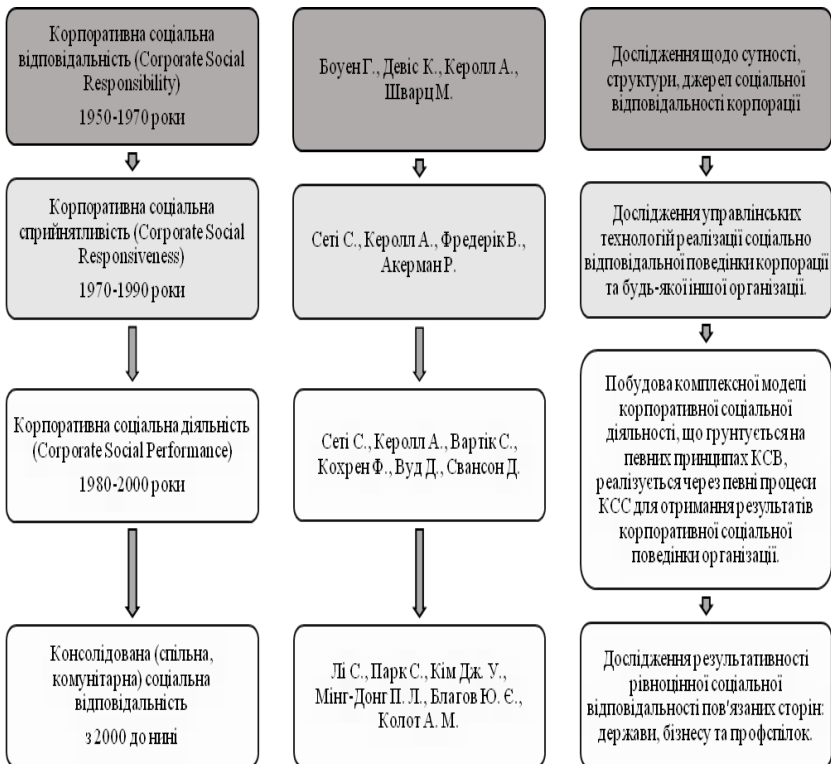 Корпоративна соціальна
відповідальність (Corporate Social
Responsibility)
1950-1970 роки
Боуен Г., Девіс К., Керолл А.,
Шварц М.
Дослідження щодо сутності,
структури, джерел соціальної
відповідальності корпорації
Корпоративна соціальна
сприйнятливість (Corporate Social
Responsiveness)
1970-1990 роки
Сеті С., Керолл А., Фредерік В.,
Акерман Р.
Дослідження управлінських
технологій реалізації соціально
відповідальної поведінки корпорації
та будь-якої іншої організації.
Корпоративна соціальна діяльність
(Corporate Social Performance)
1980-2000 роки
Сеті С., Керолл А., Вартік С.,
Кохрен Ф., Вуд Д., Свансон Д.
Побудова комплексної моделі
корпоративної соціальної
діяльності, що грунтується на
певних принципах КСВ,
реалізується через певні процеси
КСС для отримання результатів
корпоративної соціальної
поведінки організації.
Консолідована (спільна,
комунітарна) соціальна
відповідальність
з 2000 до нині
Лі С., Парк С., Кім Дж. У.,
Мінг-Донг П. Л., Благов Ю. Є.,
Колот А. М.
Дослідження результативності
рівноцінної соціальної
відповідальності пов'язаних сторін:
держави, бізнесу та профспілок.